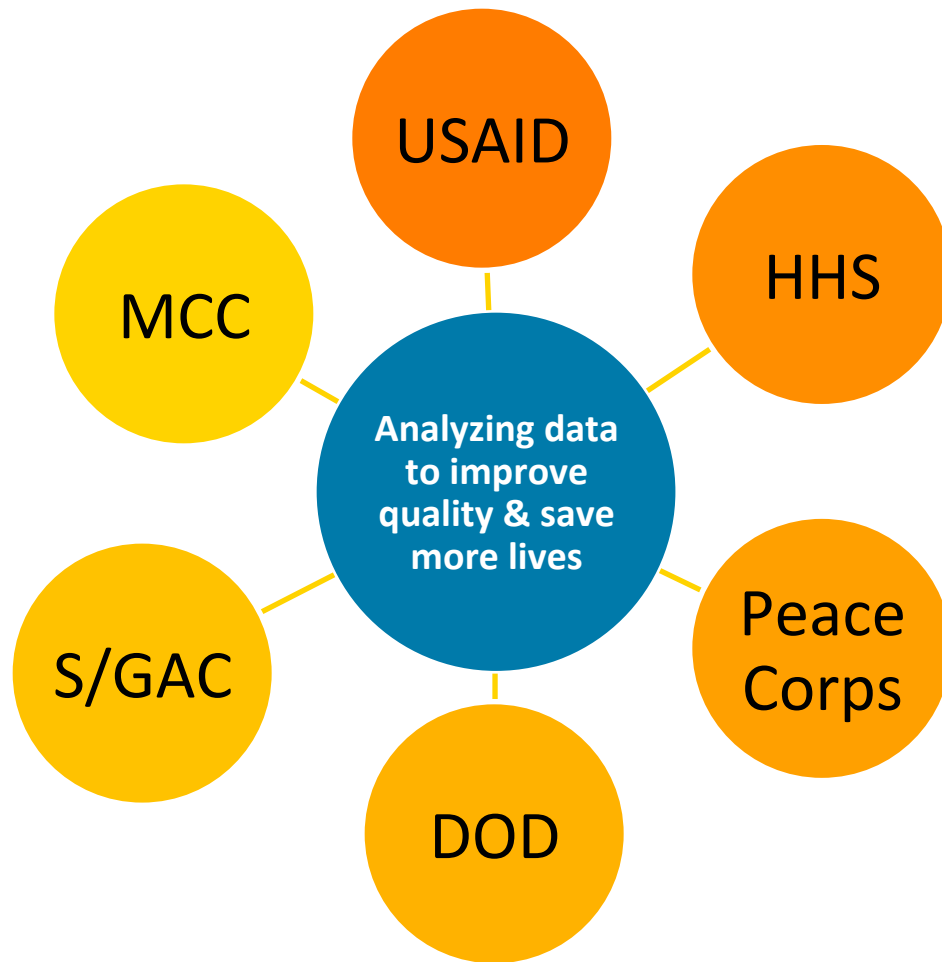 USAID
HHS
MCC
Analyzing data
to improve
quality & save
more lives
Peace
Corps
S/GAC
DOD